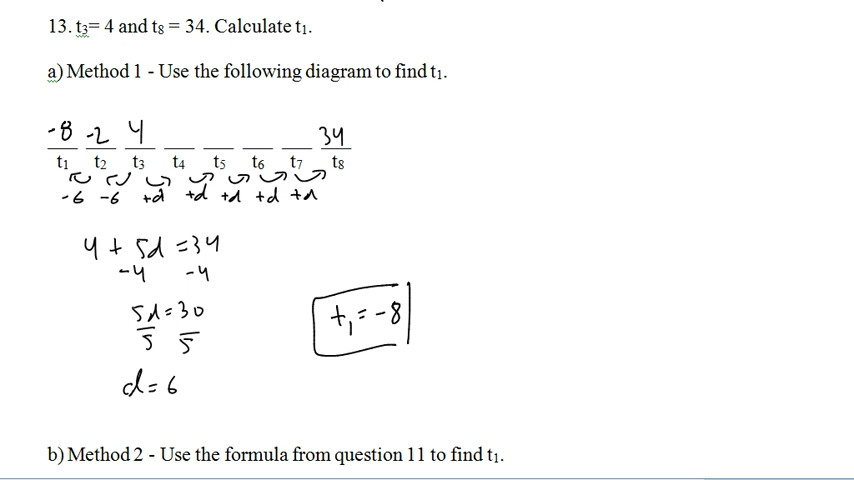 13. t3= 4 and t8 = 34. Calculate t1.
a) Method 1 - Use the following diagram to find t1.
-8 -2 4 34
t1 t2 t3 t4 t5 t6 t7 t8
-6 -6 +d +d +d +d +d
4 + 5d = 34
-4 -4
5d = 30
5 5
t1 = -8
d = 6
b) Method 2 - Use the formula from question 11 to find t1.